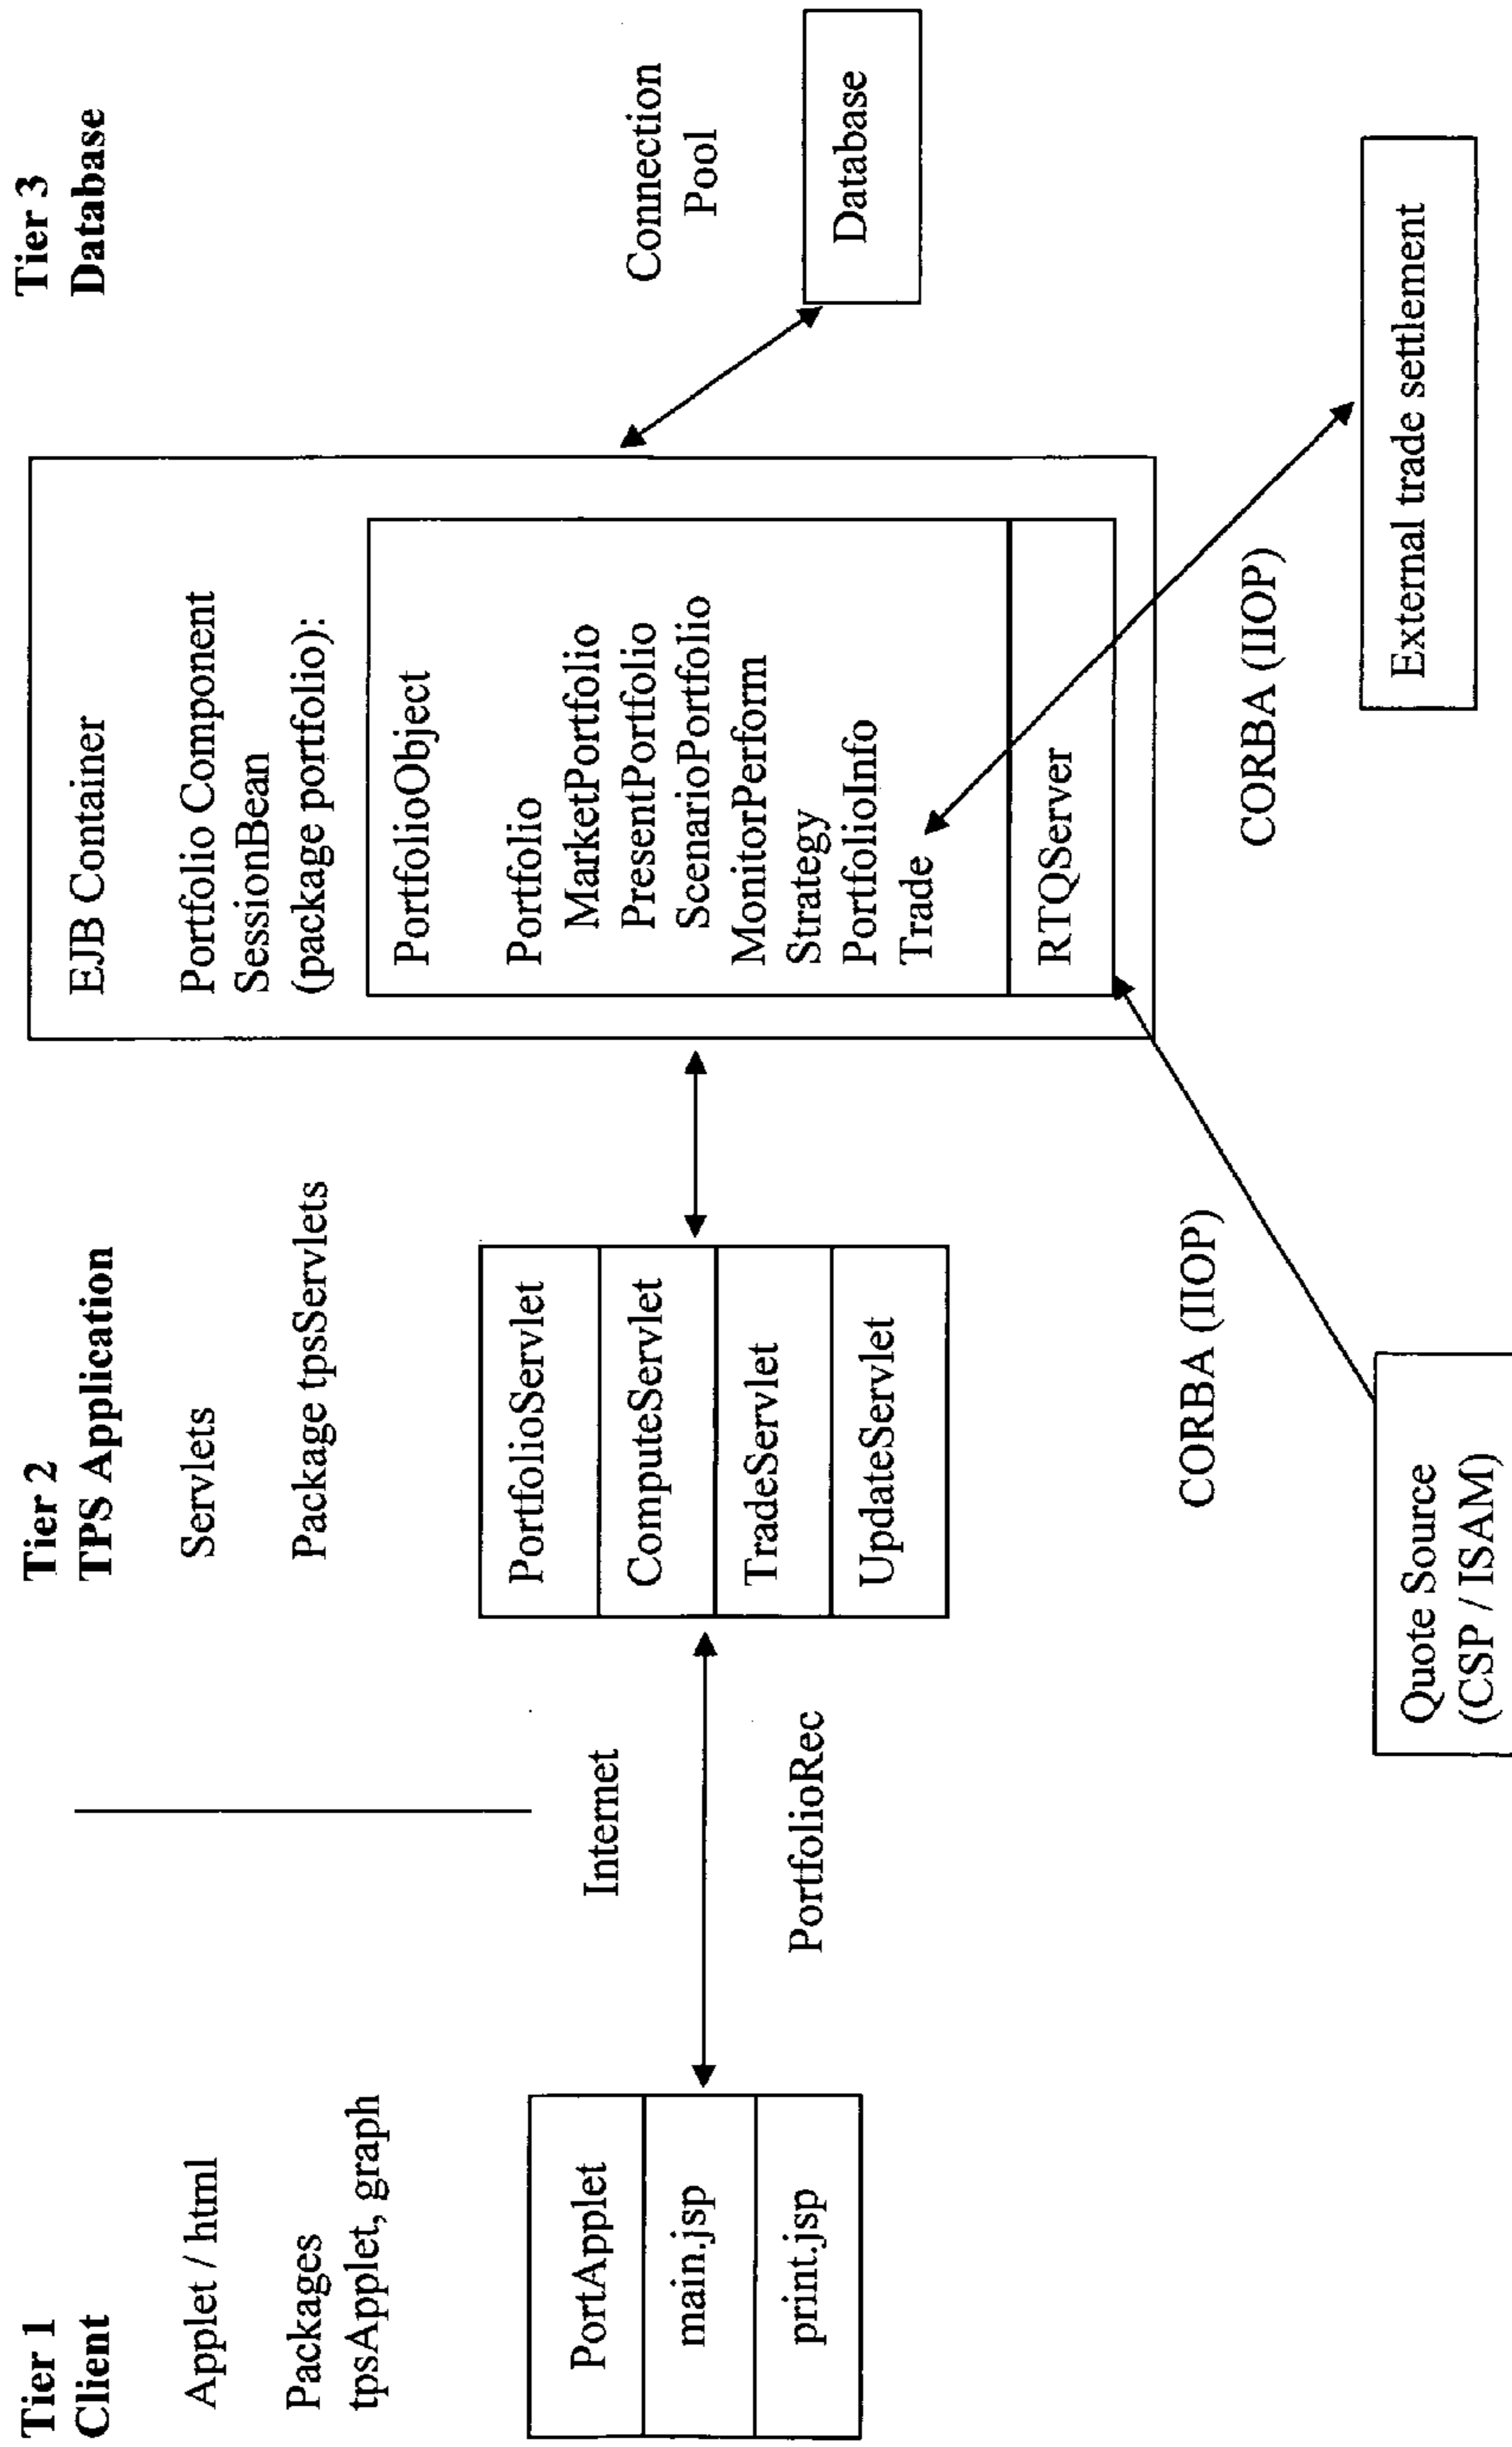 Tier 1
Client
Applet / html
Packages
tpsApplet, graph
PortApplet
main.jsp
print.jsp
Internet
PortfolioRec
Tier 2
TPS Application
Servlets
Package tpsServlets
PortfolioServlet
ComputeServlet
TradeServlet
UpdateServlet
CORBA (IIOP)
Quote Source
(CSP / ISAM)
EJB Container
Portfolio Component
SessionBean
(package portfolio):
PortfolioObject
Portfolio
MarketPortfolio
PresentPortfolio
ScenarioPortfolio
MonitorPerform
Strategy
PortfolioInfo
Trade
RTQServer
CORBA (IIOP)
Tier 3
Database
Connection
Pool
Database
External trade settlement